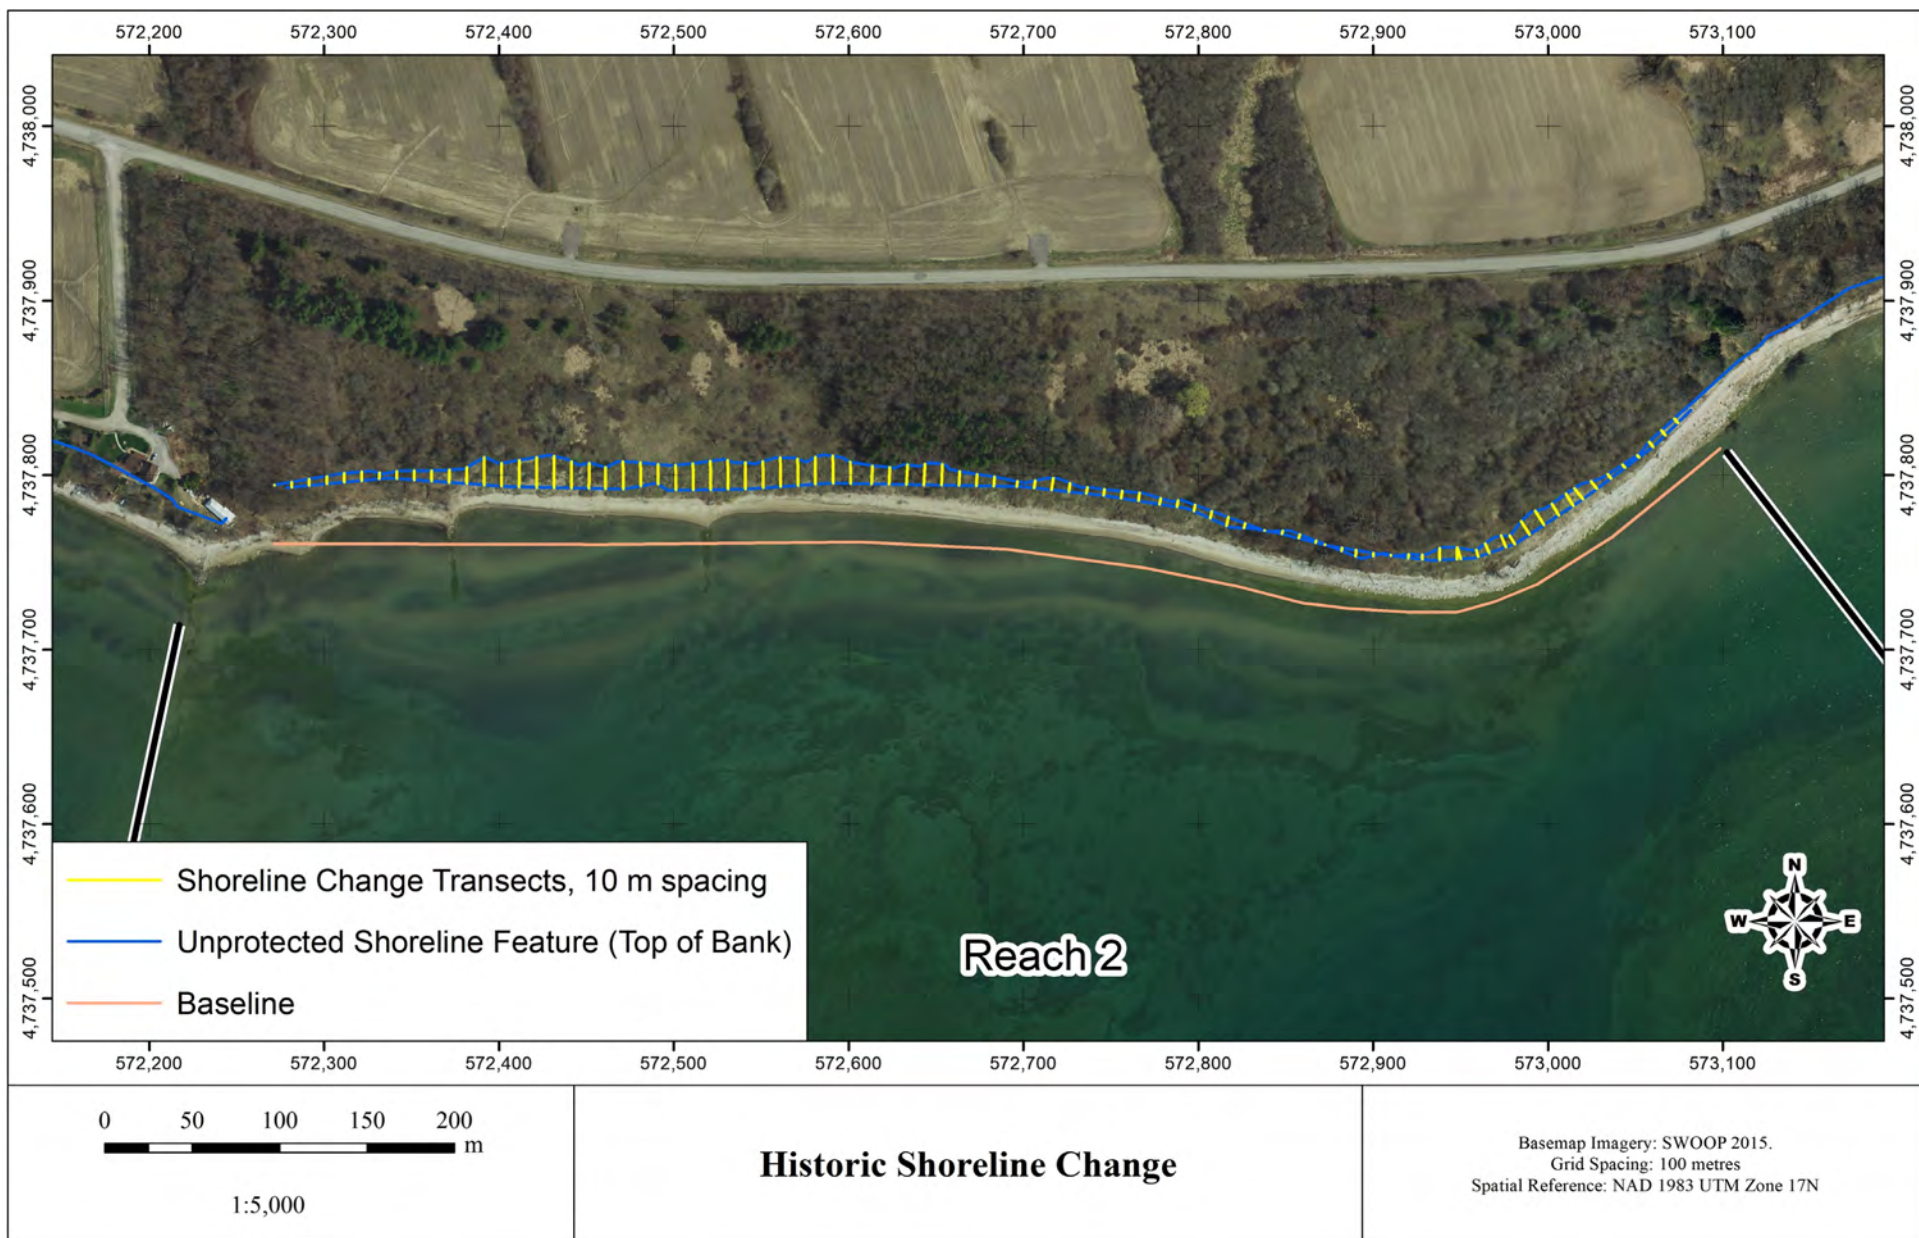 572,200 572,300 572,400 572,500 572,600 572,700 572,800 572,900 573,000 573,100
4,738,000
4,737,900
4,737,800
4,737,700
4,737,600
4,737,500
4,738,000
4,737,900
4,737,800
4,737,700
4,737,600
4,737,500
Shoreline Change Transects, 10 m spacing
Unprotected Shoreline Feature (Top of Bank)
Baseline
Reach 2
N
W E
S
572,200 572,300 572,400 572,500 572,600 572,700 572,800 572,900 573,000 573,100
0 50 100 150 200
m
1:5,000
Historic Shoreline Change
Basemap Imagery: SWOOP 2015.
Grid Spacing: 100 metres
Spatial Reference: NAD 1983 UTM Zone 17N